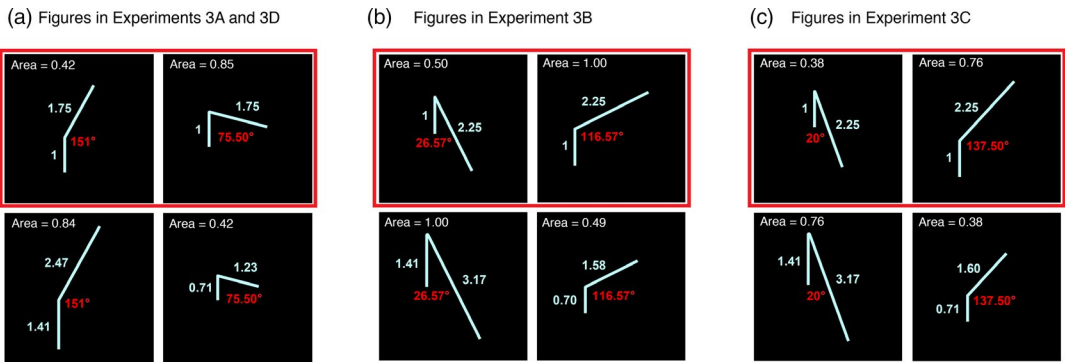 (a) Figures in Experiments 3A and 3D
Area = 0.42
1.75
151°
1
Area = 0.85
1.75
1
75.50°
Area = 0.84
2.47
151°
1.41
Area = 0.42
1.23
0.71
75.50°
(b) Figures in Experiment 3B
Area = 0.50
1
2.25
26.57°
Area = 1.00
2.25
116.57°
1
Area = 1.00
1.41
3.17
26.57°
Area = 0.49
1.58
0.70
116.57°
(c) Figures in Experiment 3C
Area = 0.38
1
2.25
20°
Area = 0.76
2.25
137.50°
1
Area = 0.76
1.41
3.17
20°
Area = 0.38
1.60
0.71
137.50°